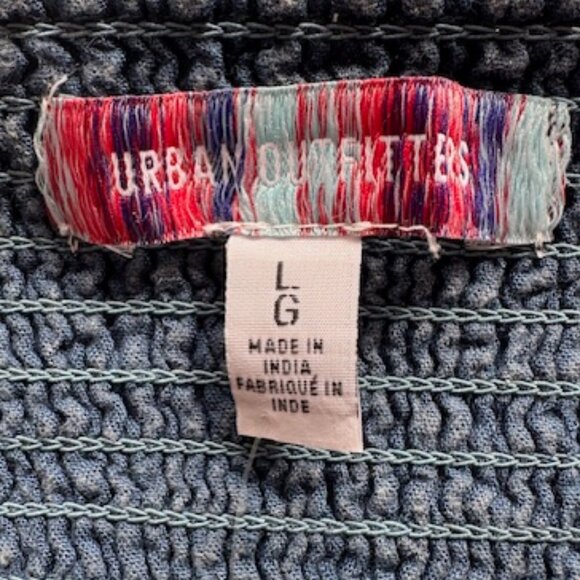 URBAN OUTFITTERS
L
G
MADE IN
INDIA
FABRIQUÉ IN
INDE